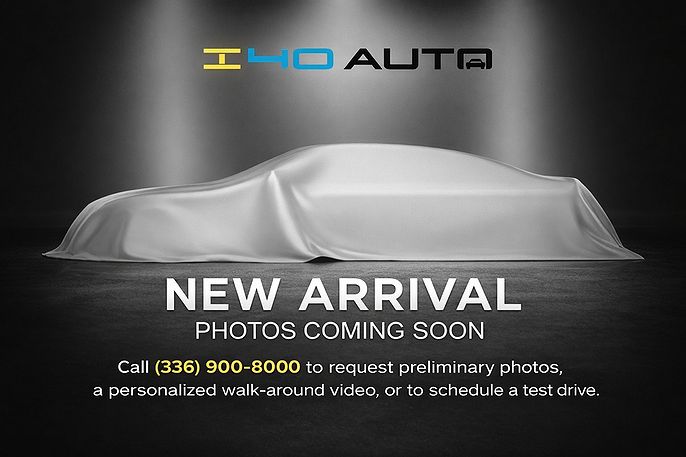 I40 AUTO
NEW ARRIVAL
PHOTOS COMING SOON
Call (336) 900-8000 to request preliminary photos,
a personalized walk-around video, or to schedule a test drive.